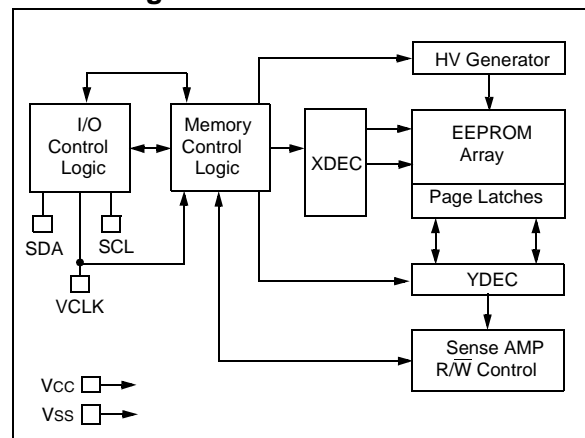 HV Generator
I/O
Control
Logic
Memory
Control
Logic
XDEC
EEPROM
Array
Page Latches
SDA
SCL
VCLK
YDEC
Sense AMP
R/W̅ Control
VCC
VSS